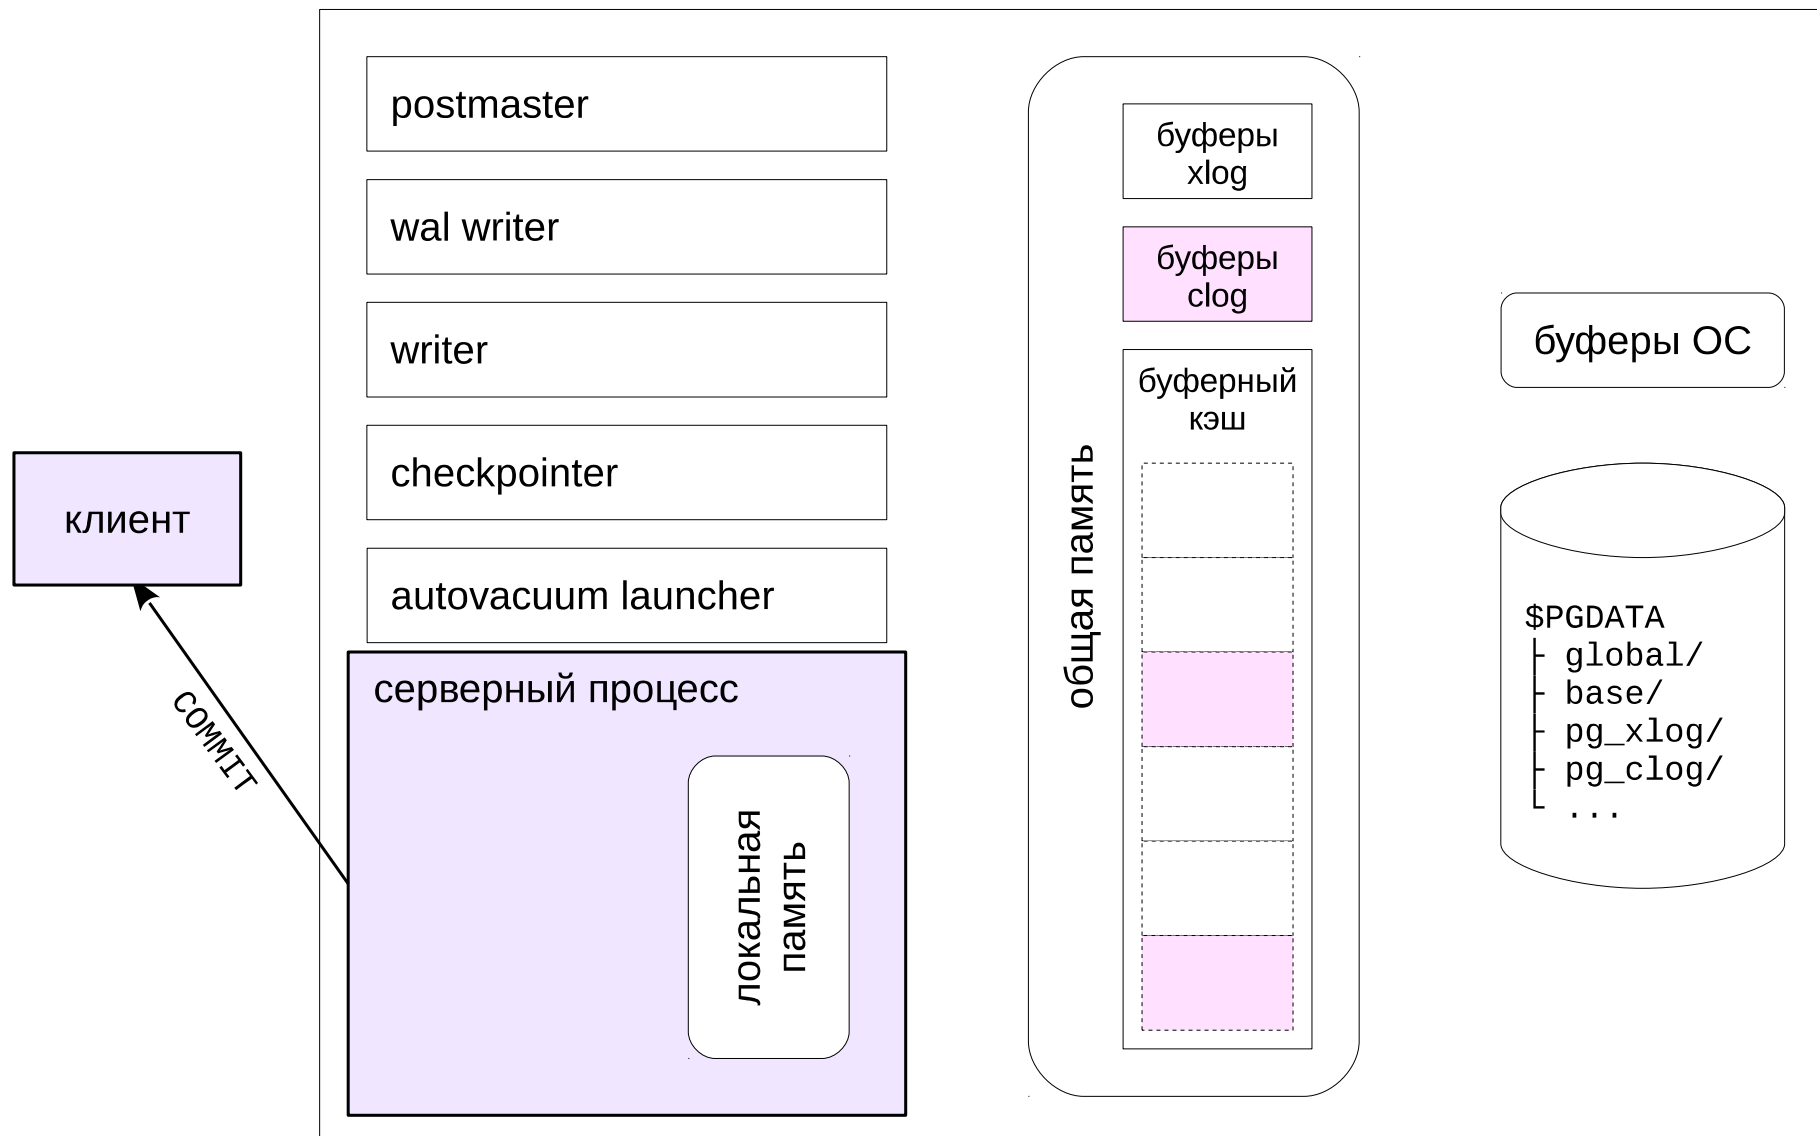 postmaster
wal writer
writer
checkpointer
autovacuum launcher
клиент
COMMIT
серверный процесс
локальная
память
общая память
буферы
xlog
буферы
clog
буферный
кэш
буферы ОС
$PGDATA
├ global/
├ base/
├ pg_xlog/
├ pg_clog/
└ ...